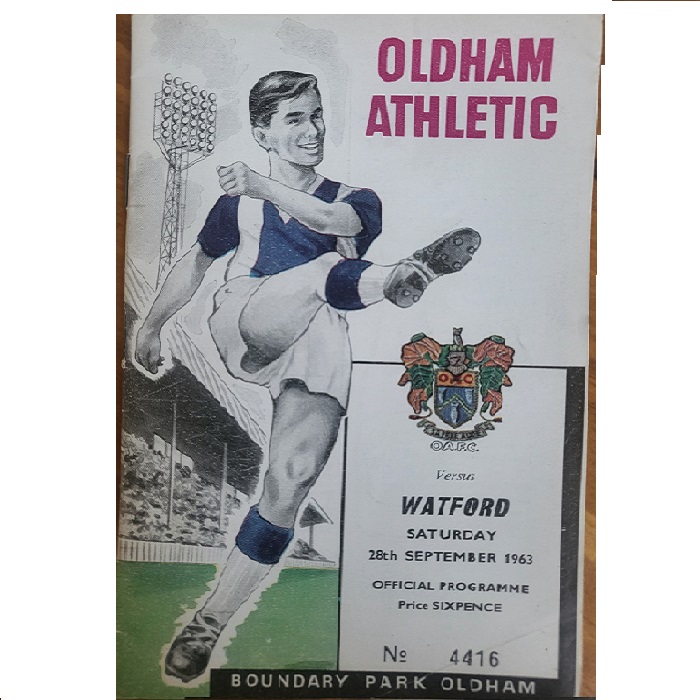 OLDHAM
ATHLETIC
O.A.F.C.
Versus
WATFORD
SATURDAY
28th SEPTEMBER 1963
OFFICIAL PROGRAMME
Price SIXPENCE
No 4416
BOUNDARY PARK OLDHAM